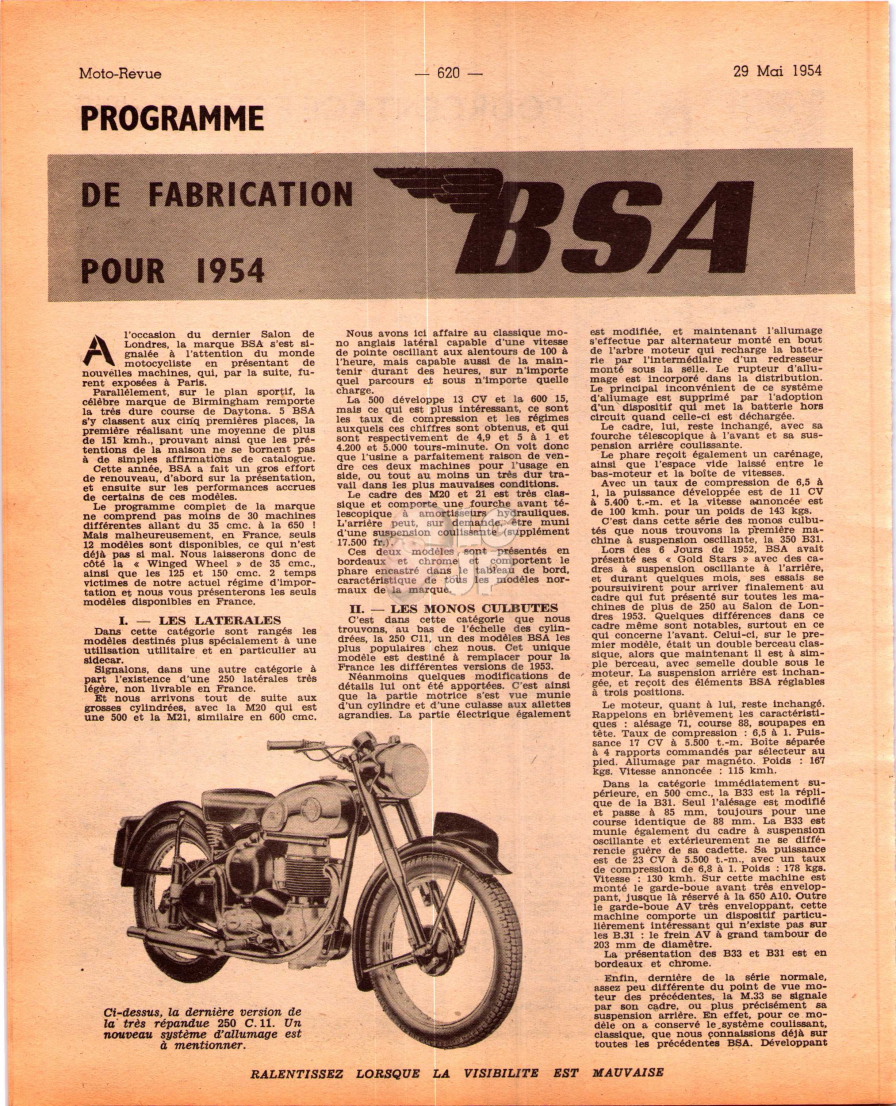 Moto-Revue
— 620 —
29 Mai 1954
PROGRAMME
DE FABRICATION
POUR 1954
BSA
A l'occasion du dernier Salon de
Londres, la marque BSA s'est si-
gnalée à l'attention du monde
motocycliste en présentant de
nouvelles machines, qui, par la suite, fu-
rent exposées à Paris.
Parallèlement, sur le plan sportif, la
célèbre marque de Birmingham remporte
la très dure course de Daytona. 5 BSA
s'y classent aux cinq premières places, la
première réalisant une moyenne de plus
de 151 kmh., prouvant ainsi que les pré-
tentions de la maison ne se bornent pas
à de simples affirmations de catalogue.
Cette année, BSA a fait un gros effort
de renouveau, d'abord sur la présentation,
et ensuite sur les performances accrues
de certains de ces modèles.
Le programme complet de la marque
ne comprend pas moins de 30 machines
différentes allant du 35 cmc. à la 650 !
Mais malheureusement, en France, seuls
12 modèles sont disponibles, ce qui n'est
déjà pas si mal. Nous laisserons donc de
côté la « Winged Wheel » de 35 cmc.,
ainsi que les 125 et 150 cmc. 2 temps
victimes de notre actuel régime d'impor-
tation et nous vous présenterons les seuls
modèles disponibles en France.
I. — LES LATERALES
Dans cette catégorie sont rangés les
modèles destinés plus spécialement à une
utilisation utilitaire et en particulier au
sidecar.
Signalons, dans une autre catégorie à
part l'existence d'une 250 latérales très
légère, non livrable en France.
Et nous arrivons tout de suite aux
grosses cylindrées, avec la M20 qui est
une 500 et la M21, similaire en 600 cmc.
Nous avons ici affaire au classique mo-
no anglais latéral capable d'une vitesse
de pointe oscillant aux alentours de 100 à
l'heure, mais capable aussi de la main-
tenir durant des heures, sur n'importe
quel parcours et sous n'importe quelle
charge.
La 500 développe 13 CV et la 600 15,
mais ce qui est plus intéressant, ce sont
les taux de compression et les régimes
auxquels ces chiffres sont obtenus, et qui
sont respectivement de 4,9 et 5 à 1 et
4.200 et 5.000 tours-minute. On voit donc
que l'usine a parfaitement raison de ven-
dre ces deux machines pour l'usage en
side, ou tout au moins un très dur tra-
vail dans les plus mauvaises conditions.
Le cadre des M20 et 21 est très clas-
sique et comporte une fourche avant té-
lescopique à amortisseurs hydrauliques.
L'arrière peut, sur demande, être muni
d'une suspension coulissante (supplément
17.500 fr.)
Ces deux modèles sont présentés en
bordeaux et chrome et comportent le
phare encastré dans le tableau de bord,
caractéristique de tous les modèles nor-
maux de la marque.
II. — LES MONOS CULBUTES
C'est dans cette catégorie que nous
trouvons, au bas de l'échelle des cylin-
drées, la 250 C11, un des modèles BSA les
plus populaires chez nous. Cet unique
modèle est destiné à remplacer pour la
France les différentes versions de 1953.
Néanmoins quelques modifications de
détails lui ont été apportées. C'est ainsi
que la partie motrice s'est vue munie
d'un cylindre et d'une culasse aux ailettes
agrandies. La partie électrique également
est modifiée, et maintenant l'allumage
s'effectue par alternateur monté en bout
de l'arbre moteur qui recharge la batte-
rie par l'intermédiaire d'un redresseur
monté sous la selle. Le rupteur d'allu-
mage est incorporé dans la distribution.
Le principal inconvénient de ce système
d'allumage est supprimé par l'adoption
d'un dispositif qui met la batterie hors
circuit quand celle-ci est déchargée.
Le cadre, lui, reste inchangé, avec sa
fourche télescopique à l'avant et sa sus-
pension arrière coulissante.
Le phare reçoit également un carénage,
ainsi que l'espace vide laissé entre le
bas-moteur et la boîte de vitesses.
Avec un taux de compression de 6,5 à
1, la puissance développée est de 11 CV
à 5.400 t.-m. et la vitesse annoncée est
de 100 kmh. pour un poids de 143 kgs.
C'est dans cette série des monos culbu-
tés que nous trouvons la première ma-
chine à suspension oscillante, la 350 B31.
Lors des 6 Jours de 1952, BSA avait
présenté ses « Gold Stars » avec des ca-
dres à suspension oscillante à l'arrière,
et durant quelques mois, ses essais se
poursuivirent pour arriver finalement au
cadre qui fut présenté sur toutes les ma-
chines de plus de 250 au Salon de Lon-
dres 1953. Quelques différences dans ce
cadre même sont notables, surtout en ce
qui concerne l'avant. Celui-ci, sur le pre-
mier modèle, était un double berceau clas-
sique, alors que maintenant il est à sim-
ple berceau, avec semelle double sous le
moteur. La suspension arrière est inchan-
gée, et reçoit des éléments BSA réglables
à trois positions.
Le moteur, quant à lui, reste inchangé.
Rappelons en brièvement les caractéristi-
ques : alésage 71, course 88, soupapes en
tête. Taux de compression : 6,5 à 1. Puis-
sance 17 CV à 5.500 t.-m. Boîte séparée
à 4 rapports commandés par sélecteur au
pied. Allumage par magnéto. Poids : 167
kgs. Vitesse annoncée : 115 kmh.
Dans la catégorie immédiatement su-
périeure, en 500 cmc., la B33 est la répli-
que de la B31. Seul l'alésage est modifié
et passe à 85 mm, toujours pour une
course identique de 88 mm. La B33 est
munie également du cadre à suspension
oscillante et extérieurement ne se diffé-
rencie guère de sa cadette. Sa puissance
est de 23 CV à 5.500 t.-m., avec un taux
de compression de 6,8 à 1. Poids : 178 kgs.
Vitesse : 130 kmh. Sur cette machine est
monté le garde-boue avant très envelop-
pant, jusque là réservé à la 650 A10. Outre
le garde-boue AV très enveloppant, cette
machine comporte un dispositif particu-
lièrement intéressant qui n'existe pas sur
les B.31 : le frein AV à grand tambour de
203 mm de diamètre.
La présentation des B33 et B31 est en
bordeaux et chrome.
Enfin, dernière de la série normale,
assez peu différente du point de vue mo-
teur des précédentes, la M.33 se signale
par son cadre, ou plus précisément sa
suspension arrière. En effet, pour ce mo-
dèle on a conservé le système coulissant,
classique, que nous connaissions déjà sur
toutes les précédentes BSA. Développant
Ci-dessus, la dernière version de
la très répandue 250 C.11. Un
nouveau système d'allumage est
à mentionner.
RALENTISSEZ LORSQUE LA VISIBILITE EST MAUVAISE